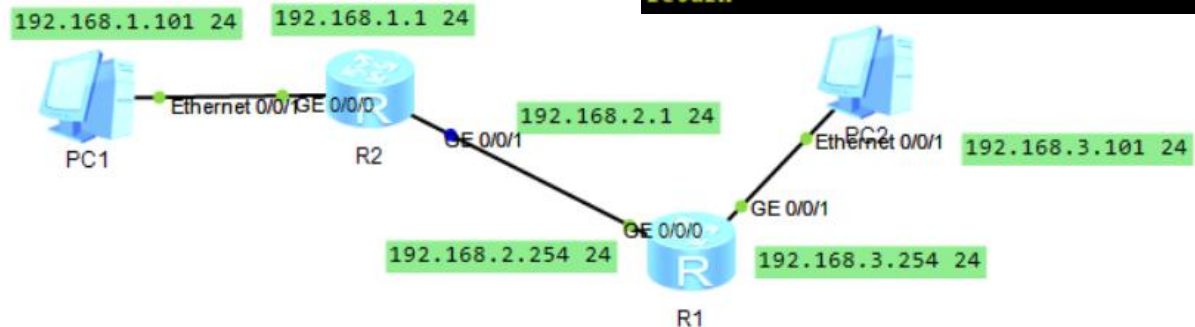 192.168.1.101 24
192.168.1.1 24
Ethernet 0/0/1
GE 0/0/0
R
PC1
R2
GE 0/0/1
192.168.2.1 24
PC2
Ethernet 0/0/1
192.168.3.101 24
GE 0/0/1
GE 0/0/0
192.168.2.254 24
192.168.3.254 24
R
R1